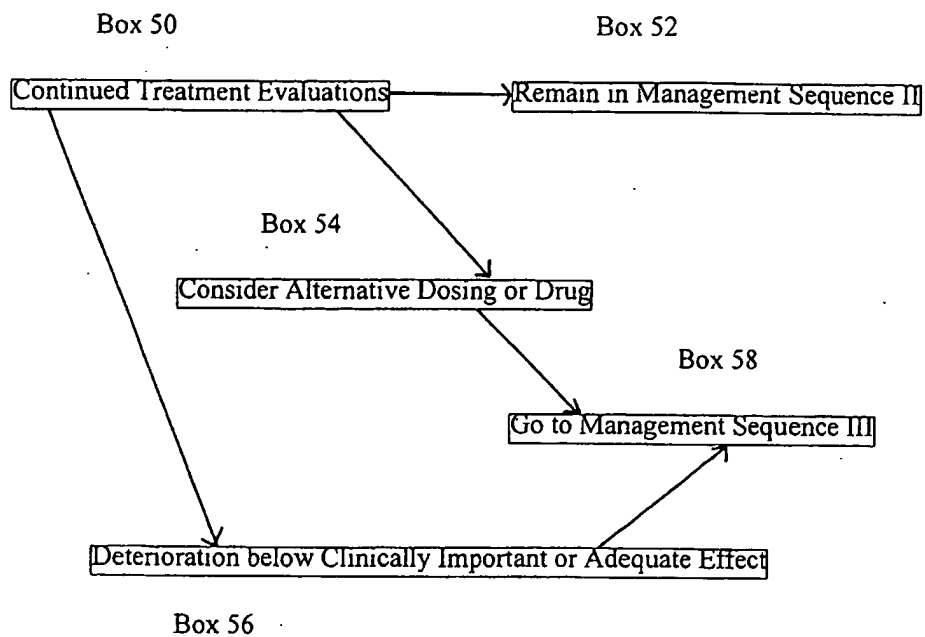 Box 50
Box 52
Continued Treatment Evaluations
Remain in Management Sequence II
Box 54
Consider Alternative Dosing or Drug
Box 58
Go to Management Sequence III
Deterioration below Clinically Important or Adequate Effect
Box 56